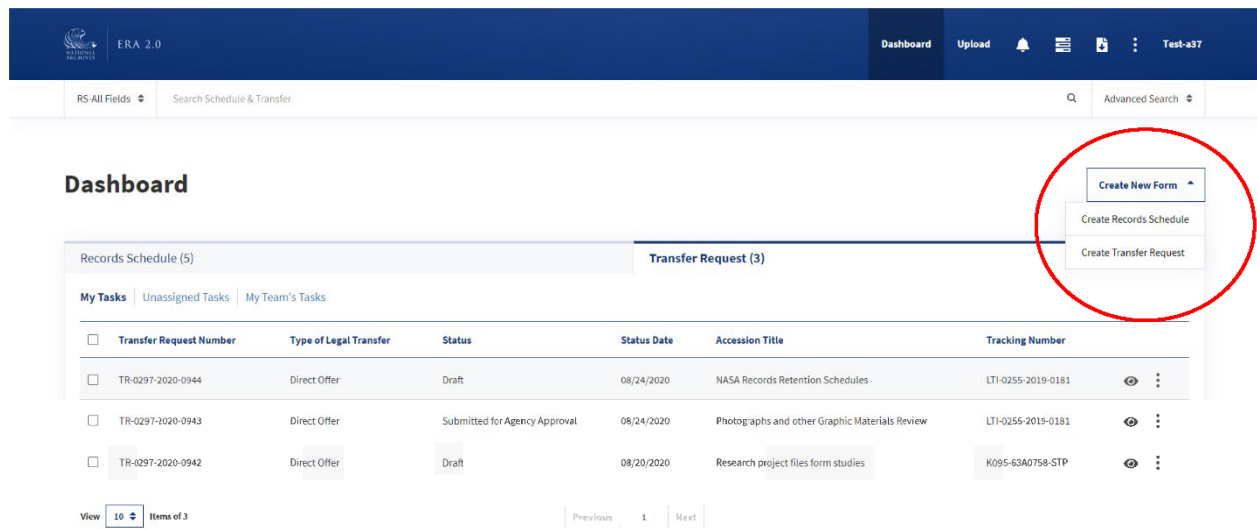 NATIONAL ARCHIVES ERA 2.0 Dashboard Upload Test-a37
RS-All Fields Search Schedule & Transfer Advanced Search
Dashboard
Create New Form
Create Records Schedule
Create Transfer Request
Records Schedule (5) Transfer Request (3)
My Tasks Unassigned Tasks My Team's Tasks
Transfer Request Number Type of Legal Transfer Status Status Date Accession Title Tracking Number
TR-0297-2020-0944 Direct Offer Draft 08/24/2020 NASA Records Retention Schedules LTI-0255-2019-0181
TR-0297-2020-0943 Direct Offer Submitted for Agency Approval 08/24/2020 Photographs and other Graphic Materials Review LTI-0255-2019-0181
TR-0297-2020-0942 Direct Offer Draft 08/20/2020 Research project files form studies K095-63A0758-STP
View 10 Items of 3 Previous 1 Next